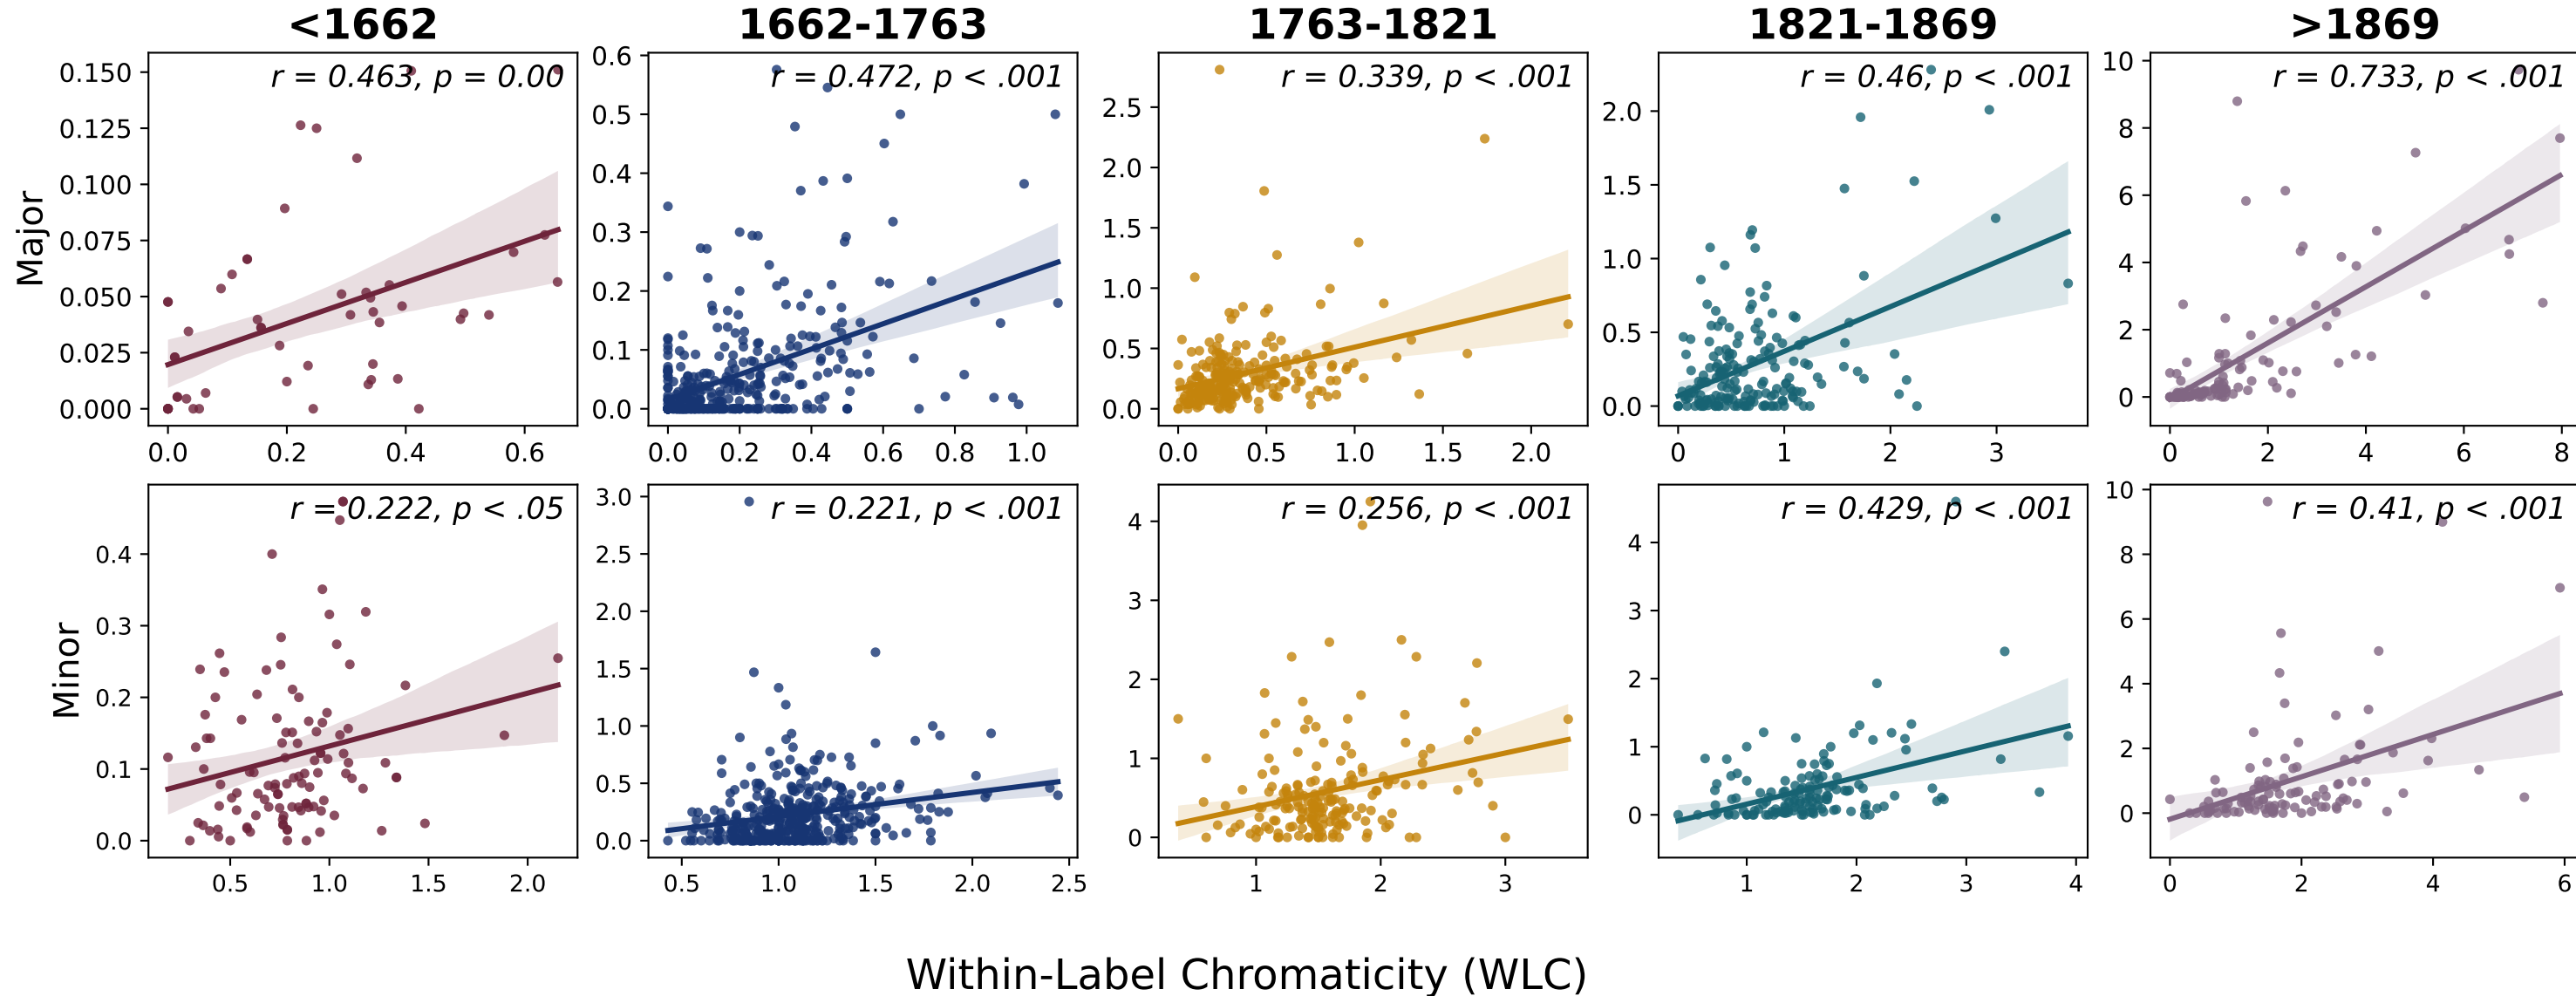 <1662 1662-1763 1763-1821 1821-1869 >1869
Major
r = 0.463, p = 0.00
0.150
0.125
0.100
0.075
0.050
0.025
0.000
0.0 0.2 0.4 0.6
r = 0.472, p < .001
0.6
0.5
0.4
0.3
0.2
0.1
0.0
0.0 0.2 0.4 0.6 0.8 1.0
r = 0.339, p < .001
2.5
2.0
1.5
1.0
0.5
0.0
0.0 0.5 1.0 1.5 2.0
r = 0.46, p < .001
2.0
1.5
1.0
0.5
0.0
0 1 2 3
r = 0.733, p < .001
10
8
6
4
2
0
0 2 4 6 8
Minor
r = 0.222, p < .05
0.4
0.3
0.2
0.1
0.0
0.5 1.0 1.5 2.0
r = 0.221, p < .001
3.0
2.5
2.0
1.5
1.0
0.5
0.0
0.5 1.0 1.5 2.0 2.5
r = 0.256, p < .001
4
3
2
1
0
1 2 3
r = 0.429, p < .001
4
3
2
1
0
1 2 3 4
r = 0.41, p < .001
10
8
6
4
2
0
0 2 4 6
Within-Label Chromaticity (WLC)